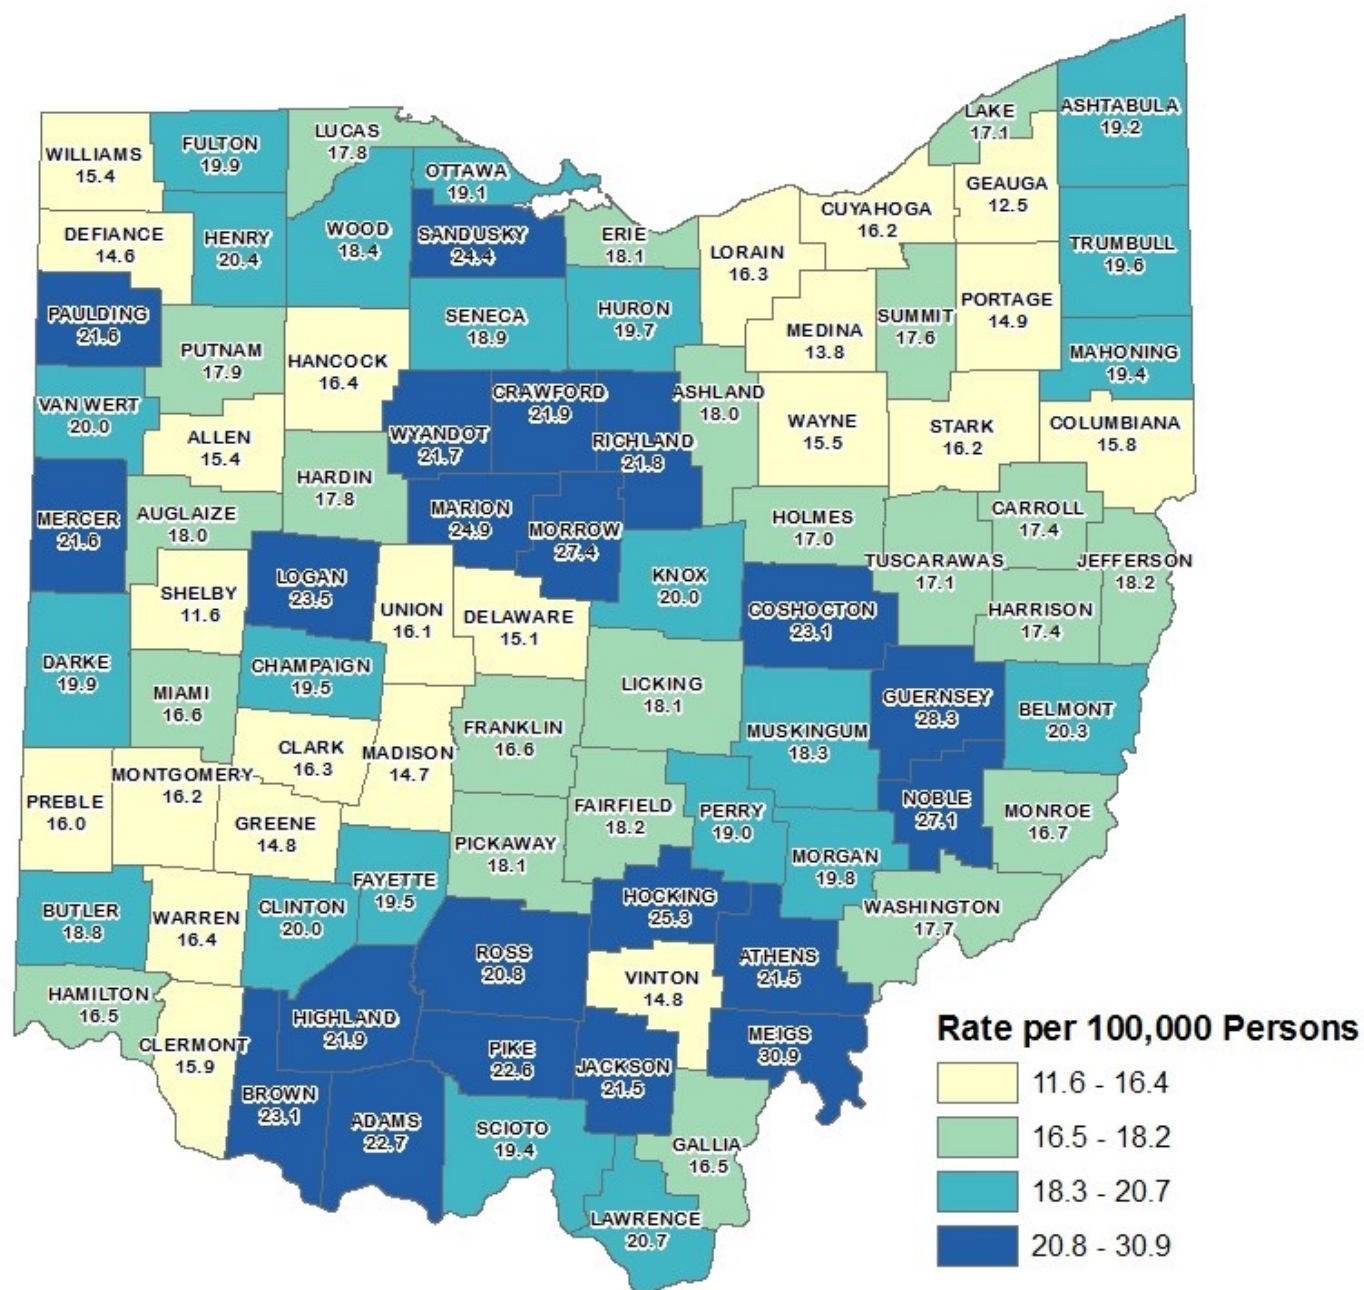 ASHTABULA
19.2
LAKE
17.1
LUCAS
17.8
FULTON
19.9
WILLIAMS
15.4
OTTAWA
19.1
GEAUGA
12.5
CUYAHOGA
16.2
WOOD
18.4
SANDUSKY
24.4
ERIE
18.1
DEFIANCE
14.6
HENRY
20.4
TRUMBULL
19.6
LORAIN
16.3
PORTAGE
14.9
PAULDING
21.6
SENECA
18.9
HURON
19.7
SUMMIT
17.6
MEDINA
13.8
PUTNAM
17.9
MAHONING
19.4
HANCOCK
16.4
CRAWFORD
21.9
ASHLAND
18.0
VAN WERT
20.0
WAYNE
15.5
STARK
16.2
COLUMBIANA
15.8
ALLEN
15.4
WYANDOT
21.7
RICHLAND
21.8
HARDIN
17.8
MARION
24.9
CARROLL
17.4
MERCER
21.6
AUGLAIZE
18.0
HOLMES
17.0
MORROW
27.4
TUSCARAWAS
17.1
JEFFERSON
18.2
LOGAN
23.5
KNOX
20.0
SHELBY
11.6
UNION
16.1
DELAWARE
15.1
COSHOCTON
23.1
HARRISON
17.4
DARKE
19.9
CHAMPAIGN
19.5
LICKING
18.1
MIAMI
16.6
GUERNSEY
28.3
BELMONT
20.3
FRANKLIN
16.6
MUSKINGUM
18.3
CLARK
16.3
MADISON
14.7
MONTGOMERY
16.2
PREBLE
16.0
NOBLE
27.1
FAIRFIELD
18.2
PERRY
19.0
MONROE
16.7
GREENE
14.8
PICKAWAY
18.1
MORGAN
19.8
FAYETTE
19.5
HOCKING
25.3
WASHINGTON
17.7
BUTLER
18.8
WARREN
16.4
CLINTON
20.0
ROSS
20.8
ATHENS
21.5
VINTON
14.8
HAMILTON
16.5
HIGHLAND
21.9
CLERMONT
15.9
PIKE
22.6
MEIGS
30.9
JACKSON
21.5
BROWN
23.1
ADAMS
22.7
SCIOTO
19.4
GALLIA
16.5
LAWRENCE
20.7
Rate per 100,000 Persons
11.6 - 16.4
16.5 - 18.2
18.3 - 20.7
20.8 - 30.9